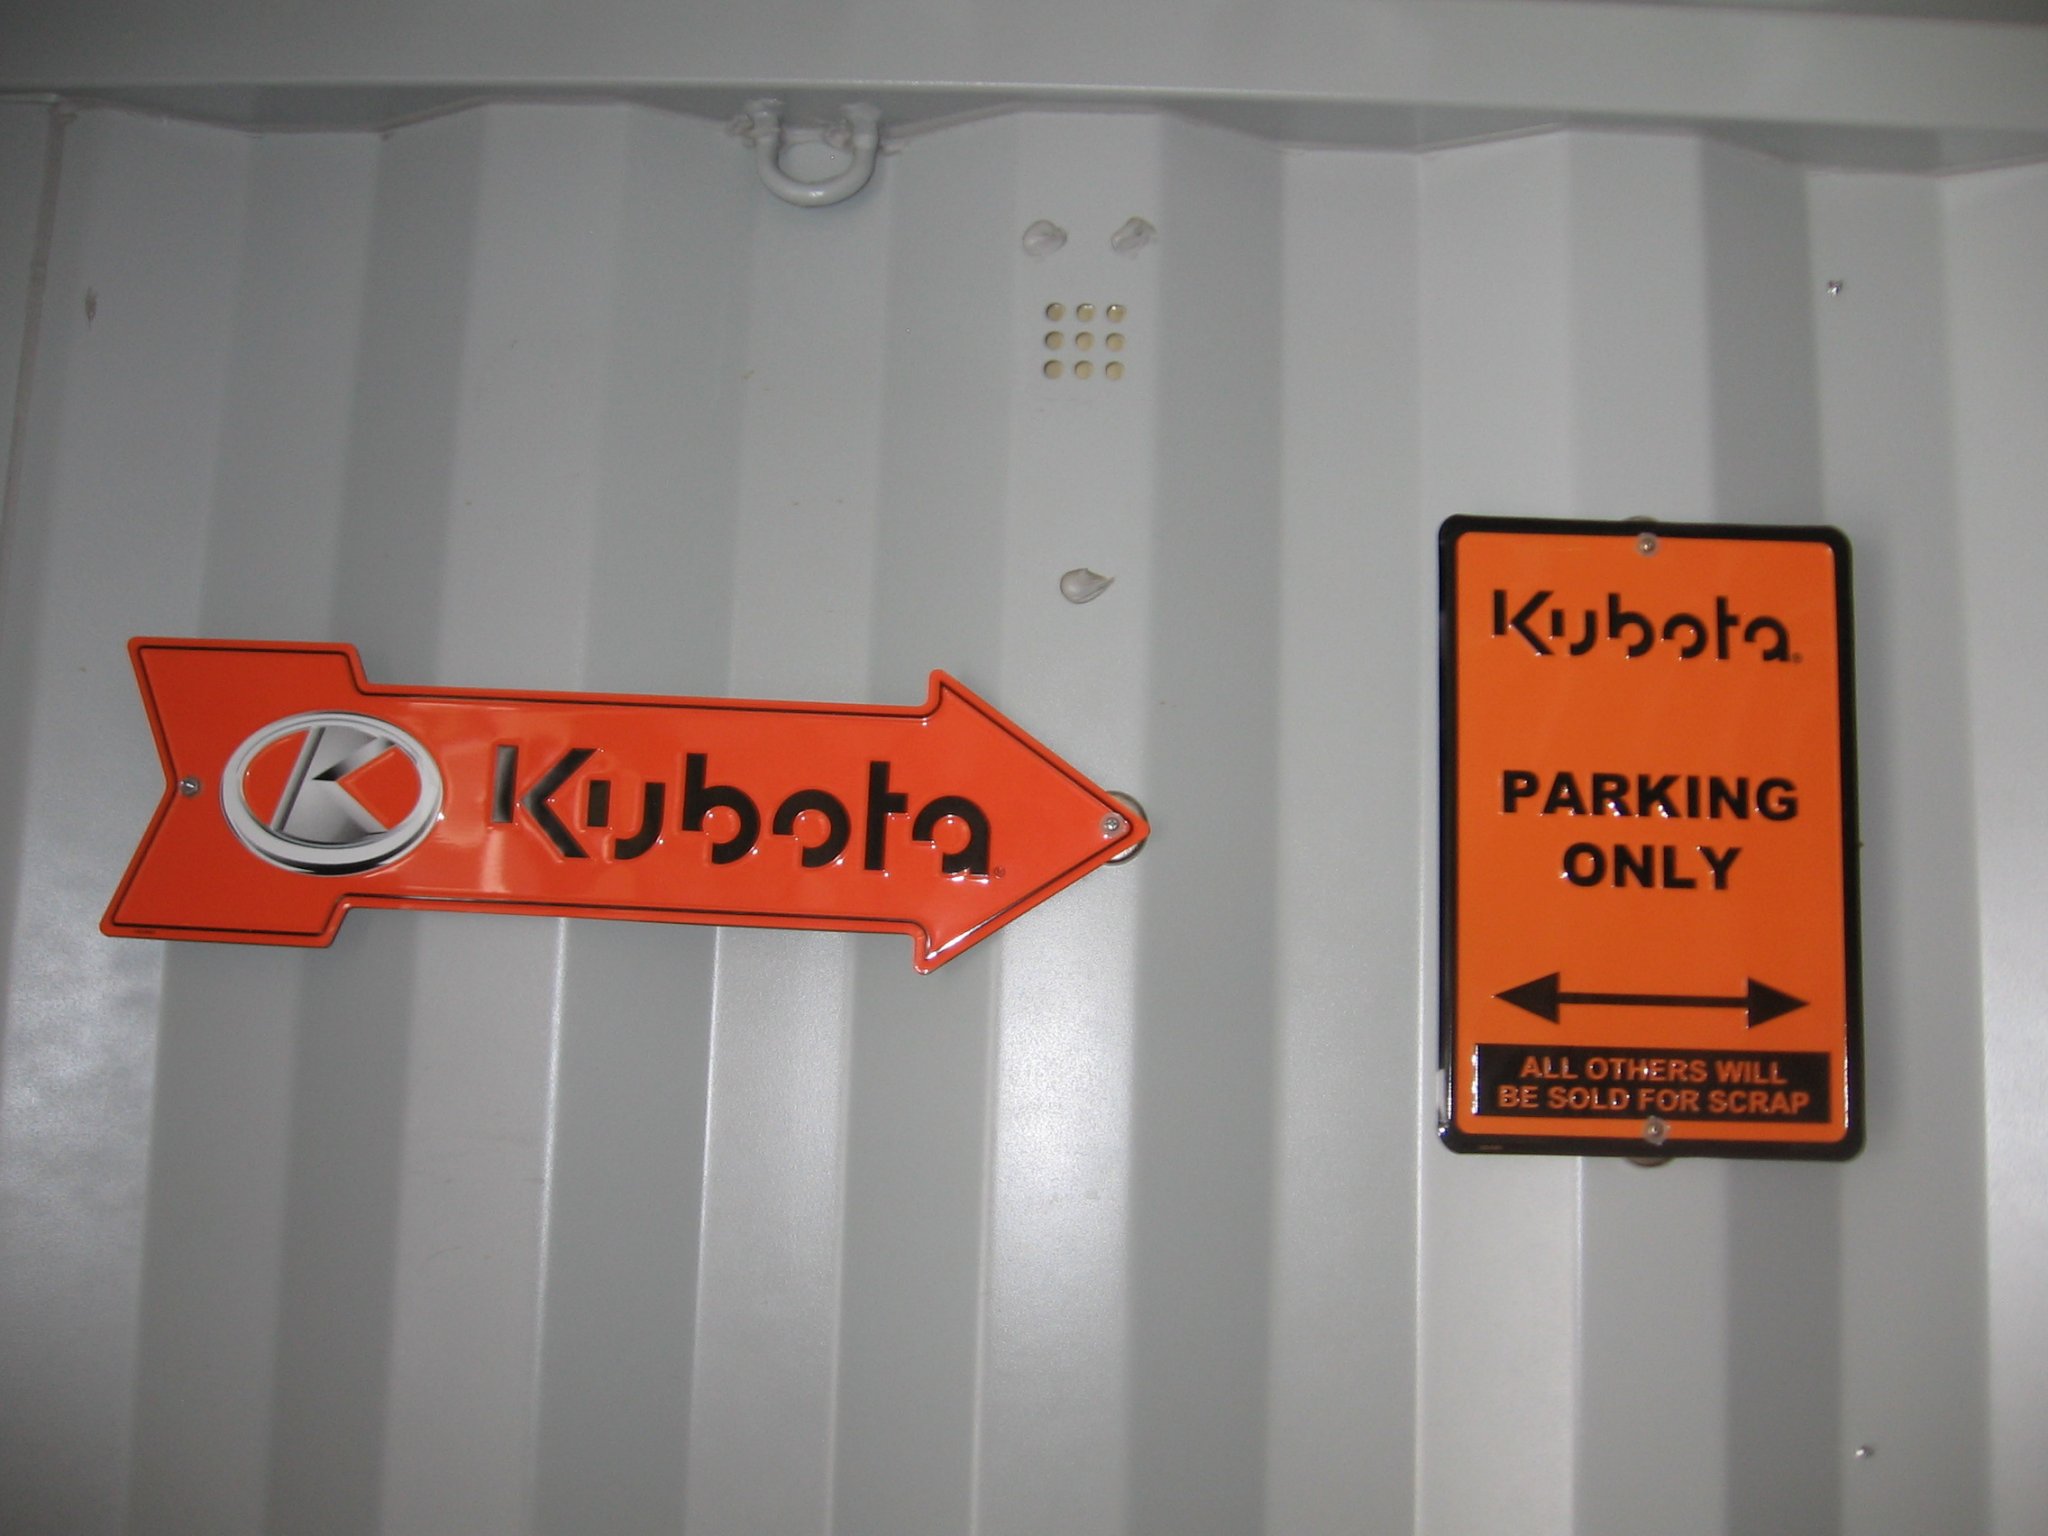 Kubota
Kubota
PARKING
ONLY
ALL OTHERS WILL
BE SOLD FOR SCRAP